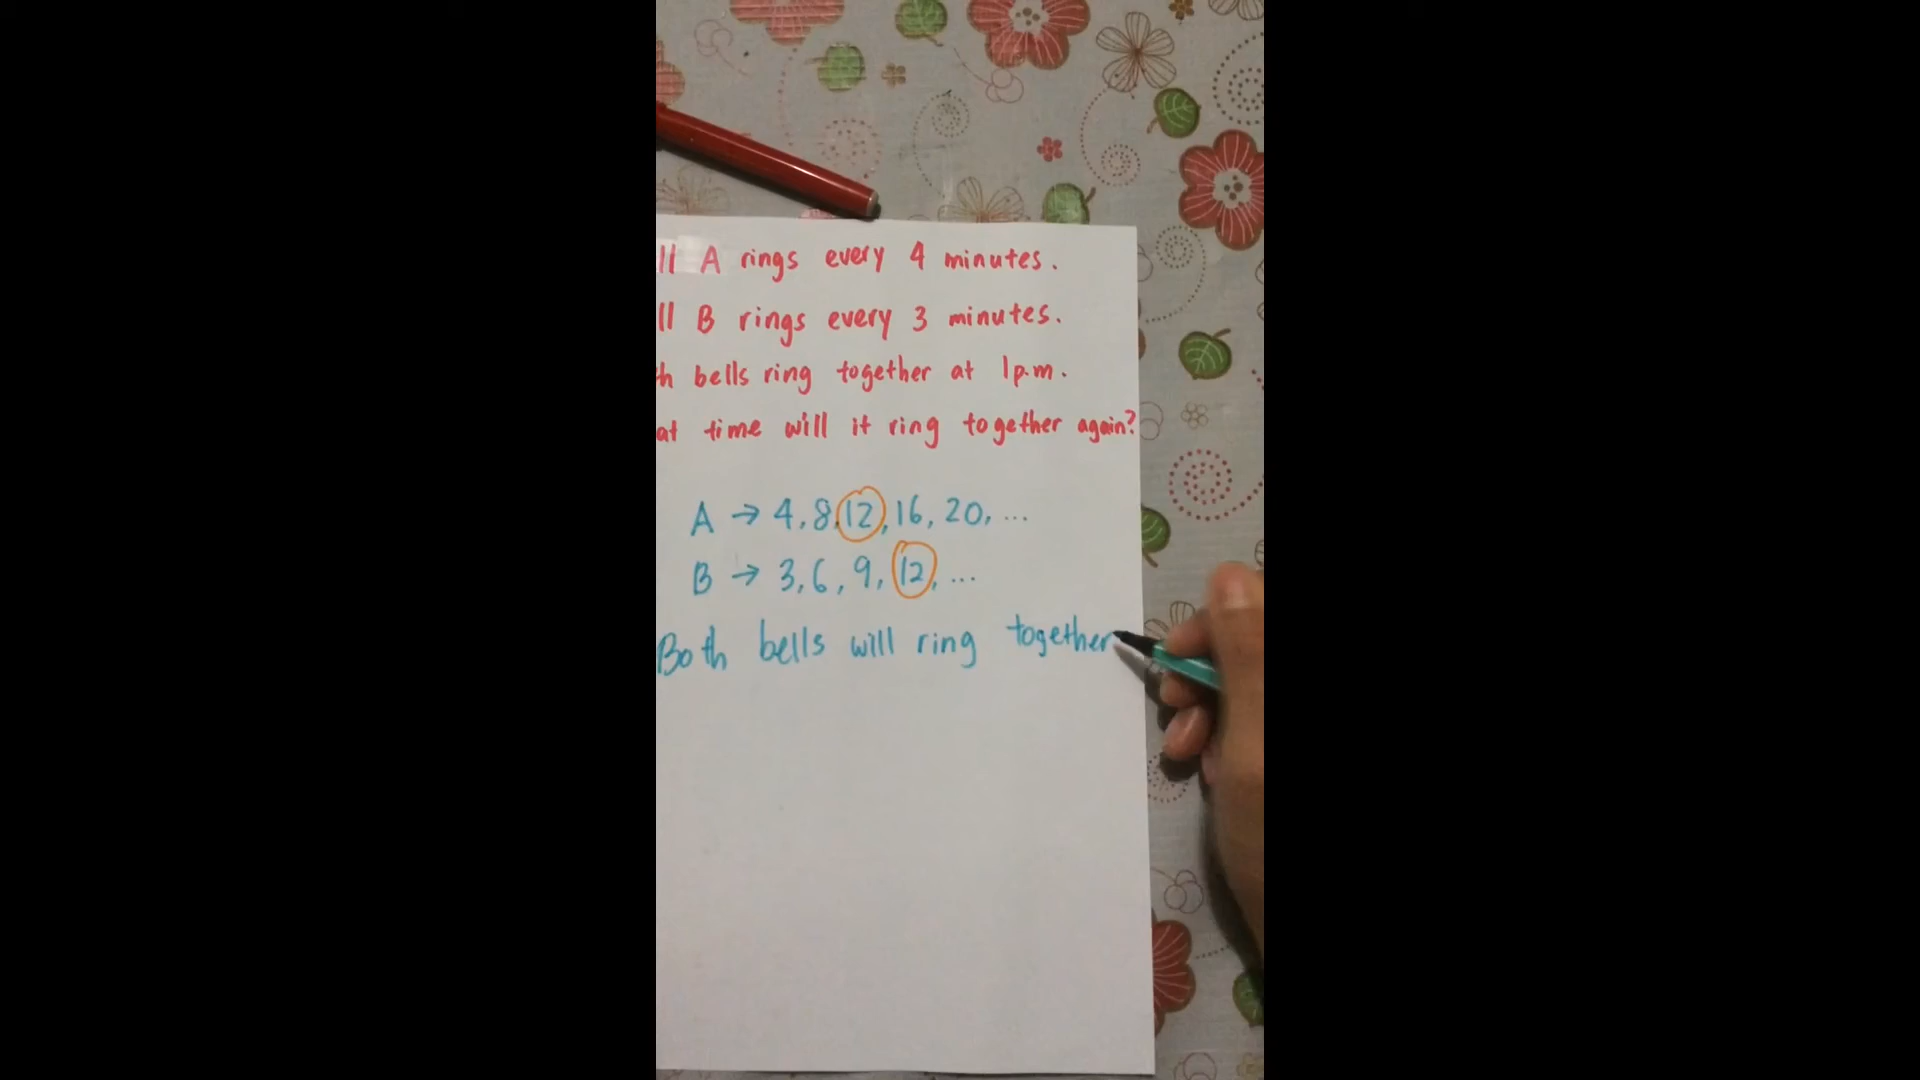 ll A rings every 4 minutes.
ll B rings every 3 minutes.
h bells ring together at 1 p.m.
at time will it ring together again?
A → 4, 8, 12, 16, 20, ...
B → 3, 6, 9, 12, ...
Both bells will ring together